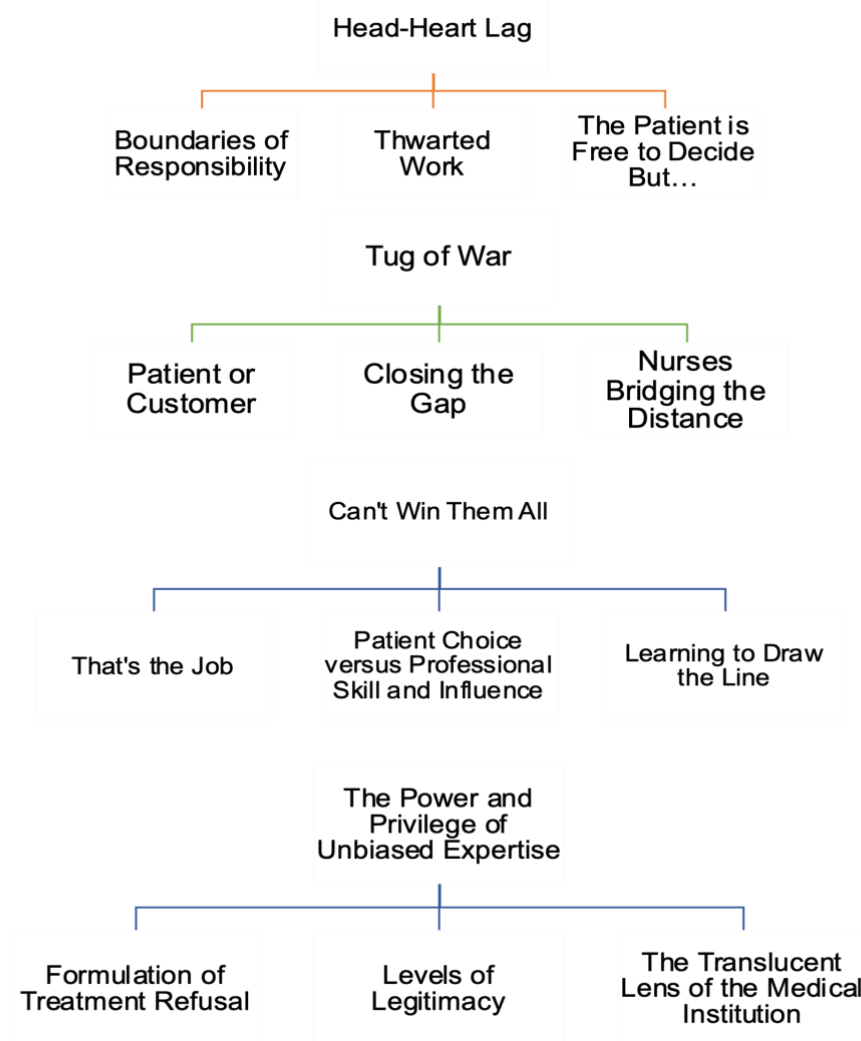 Head-Heart Lag
Boundaries of
Responsibility
Thwarted
Work
The Patient is
Free to Decide
But…
Tug of War
Patient or
Customer
Closing the
Gap
Nurses
Bridging the
Distance
Can't Win Them All
That's the Job
Patient Choice
versus Professional
Skill and Influence
Learning to Draw
the Line
The Power and
Privilege of
Unbiased Expertise
Formulation of
Treatment Refusal
Levels of
Legitimacy
The Translucent
Lens of the Medical
Institution